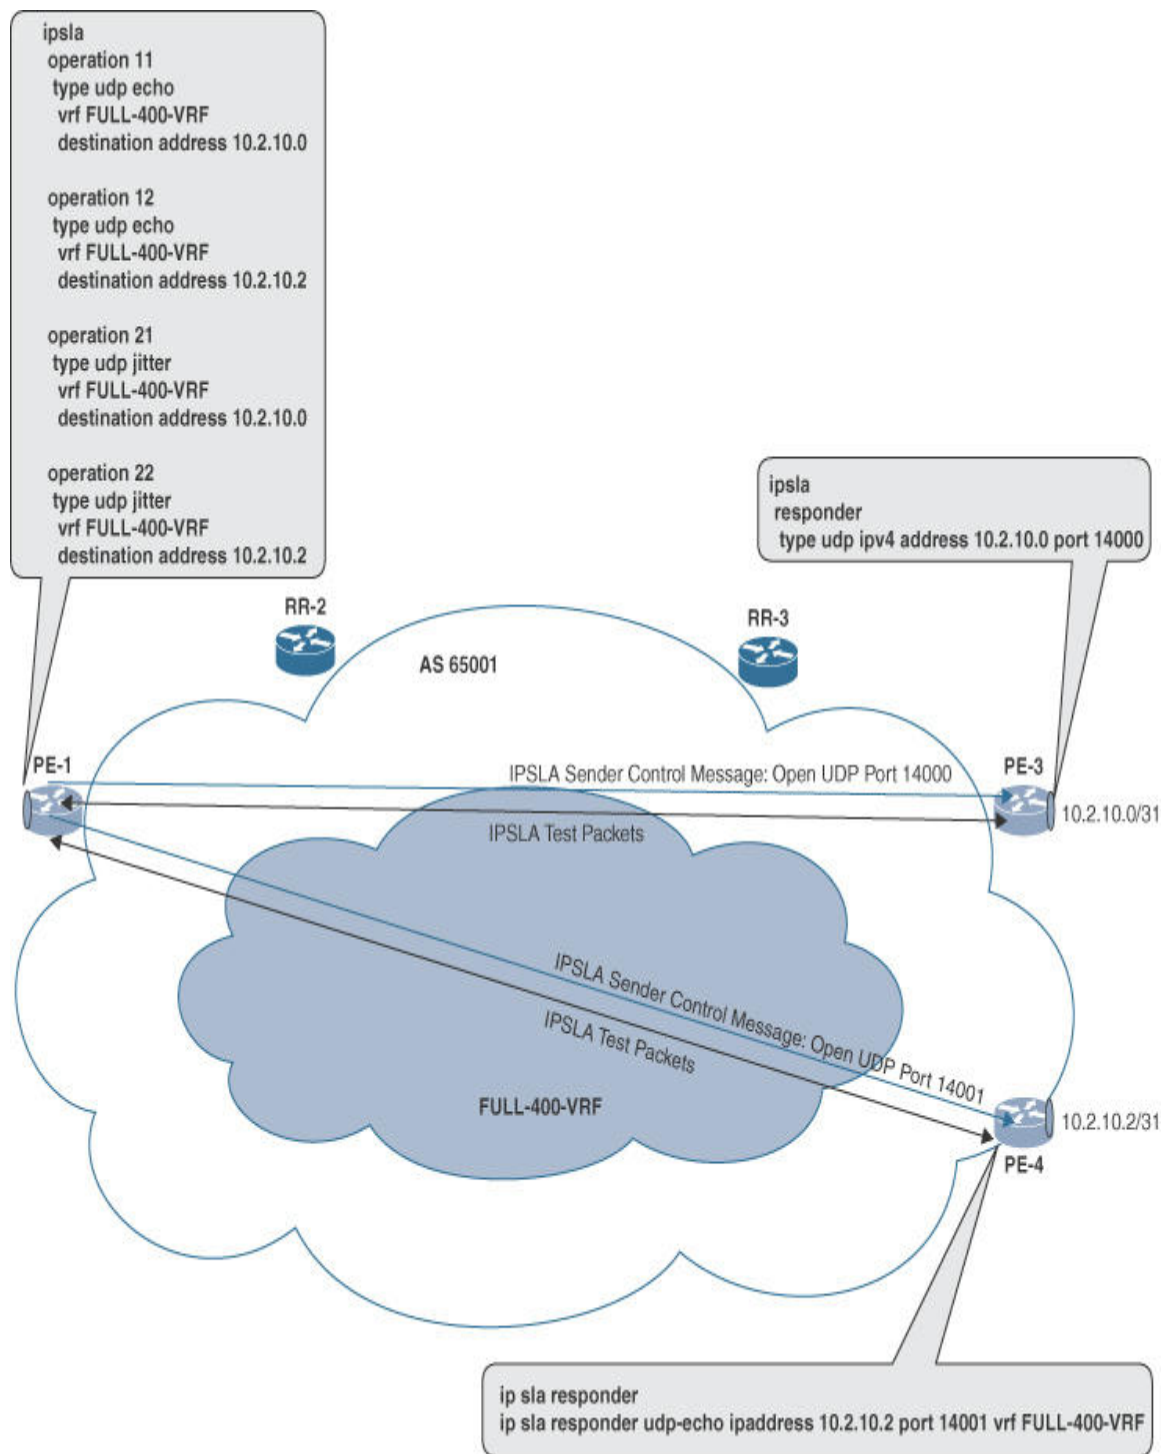 ipsla
operation 11
type udp echo
vrf FULL-400-VRF
destination address 10.2.10.0
operation 12
type udp echo
vrf FULL-400-VRF
destination address 10.2.10.2
operation 21
type udp jitter
vrf FULL-400-VRF
destination address 10.2.10.0
operation 22
type udp jitter
vrf FULL-400-VRF
destination address 10.2.10.2
ipsla
responder
type udp ipv4 address 10.2.10.0 port 14000
RR-2
RR-3
AS 65001
PE-1
IPSLA Sender Control Message: Open UDP Port 14000
PE-3
10.2.10.0/31
IPSLA Test Packets
IPSLA Sender Control Message: Open UDP Port 14001
IPSLA Test Packets
FULL-400-VRF
10.2.10.2/31
PE-4
ip sla responder
ip sla responder udp-echo ipaddress 10.2.10.2 port 14001 vrf FULL-400-VRF